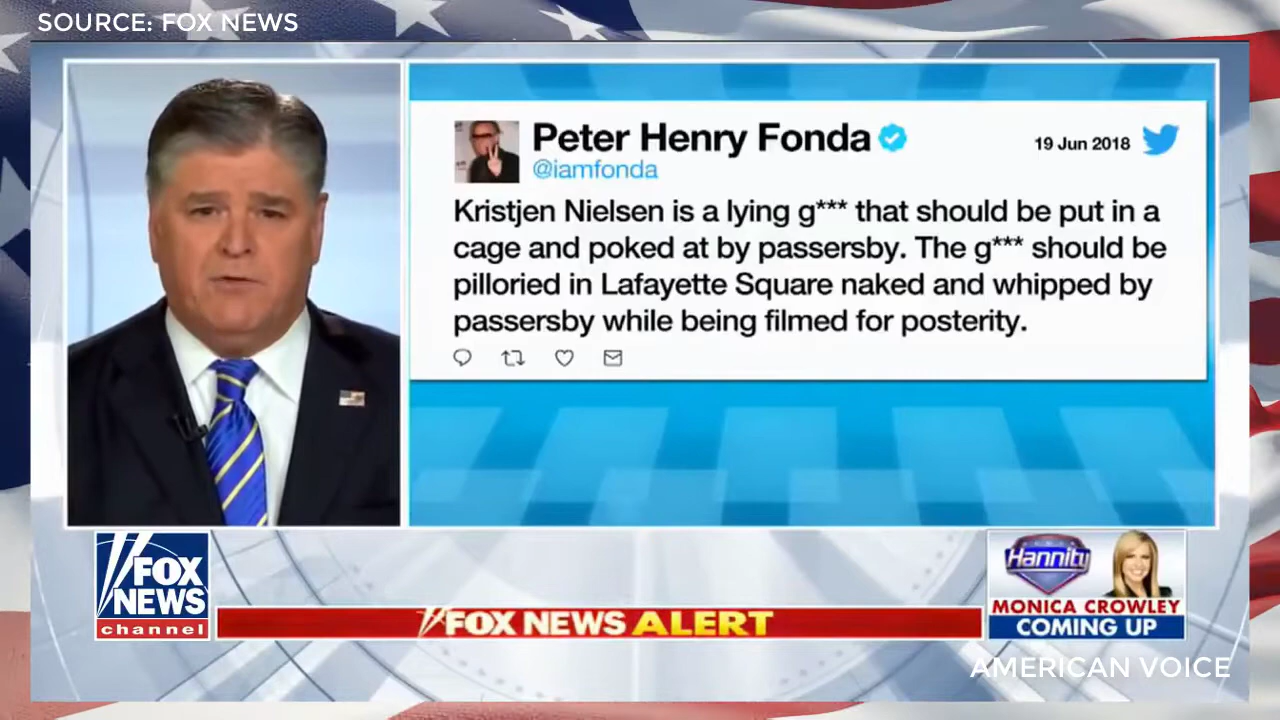 SOURCE: FOX NEWS
Peter Henry Fonda
19 Jun 2018
@iamfonda
Kristjen Nielsen is a lying g*** that should be put in a
cage and poked at by passersby. The g*** should be
pilloried in Lafayette Square naked and whipped by
passersby while being filmed for posterity.
FOX
NEWS
channel
FOX NEWS ALERT
Hannity
MONICA CROWLEY
COMING UP
AMERICAN VOICE